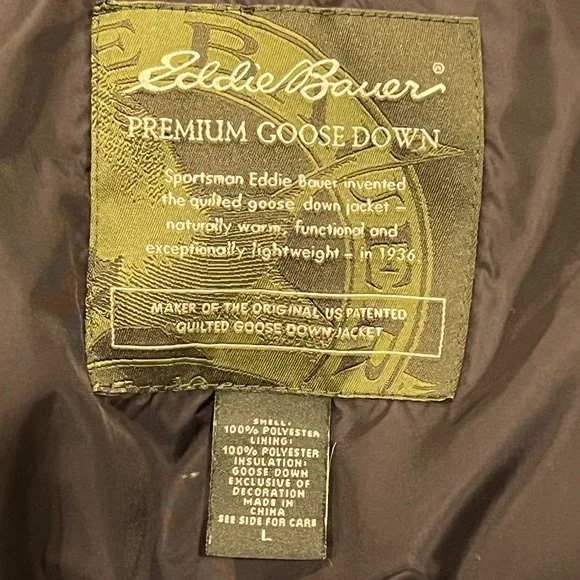 Eddie Bauer®
PREMIUM GOOSE DOWN
Sportsman Eddie Bauer invented
the quilted goose down jacket –
naturally warm, functional and
exceptionally lightweight – in 1936.
MAKER OF THE ORIGINAL US PATENTED
QUILTED GOOSE DOWN JACKET
SHELL:
100% POLYESTER
LINING:
100% POLYESTER
INSULATION:
GOOSE DOWN
EXCLUSIVE OF
DECORATION
MADE IN
CHINA
SEE SIDE FOR CARE
L